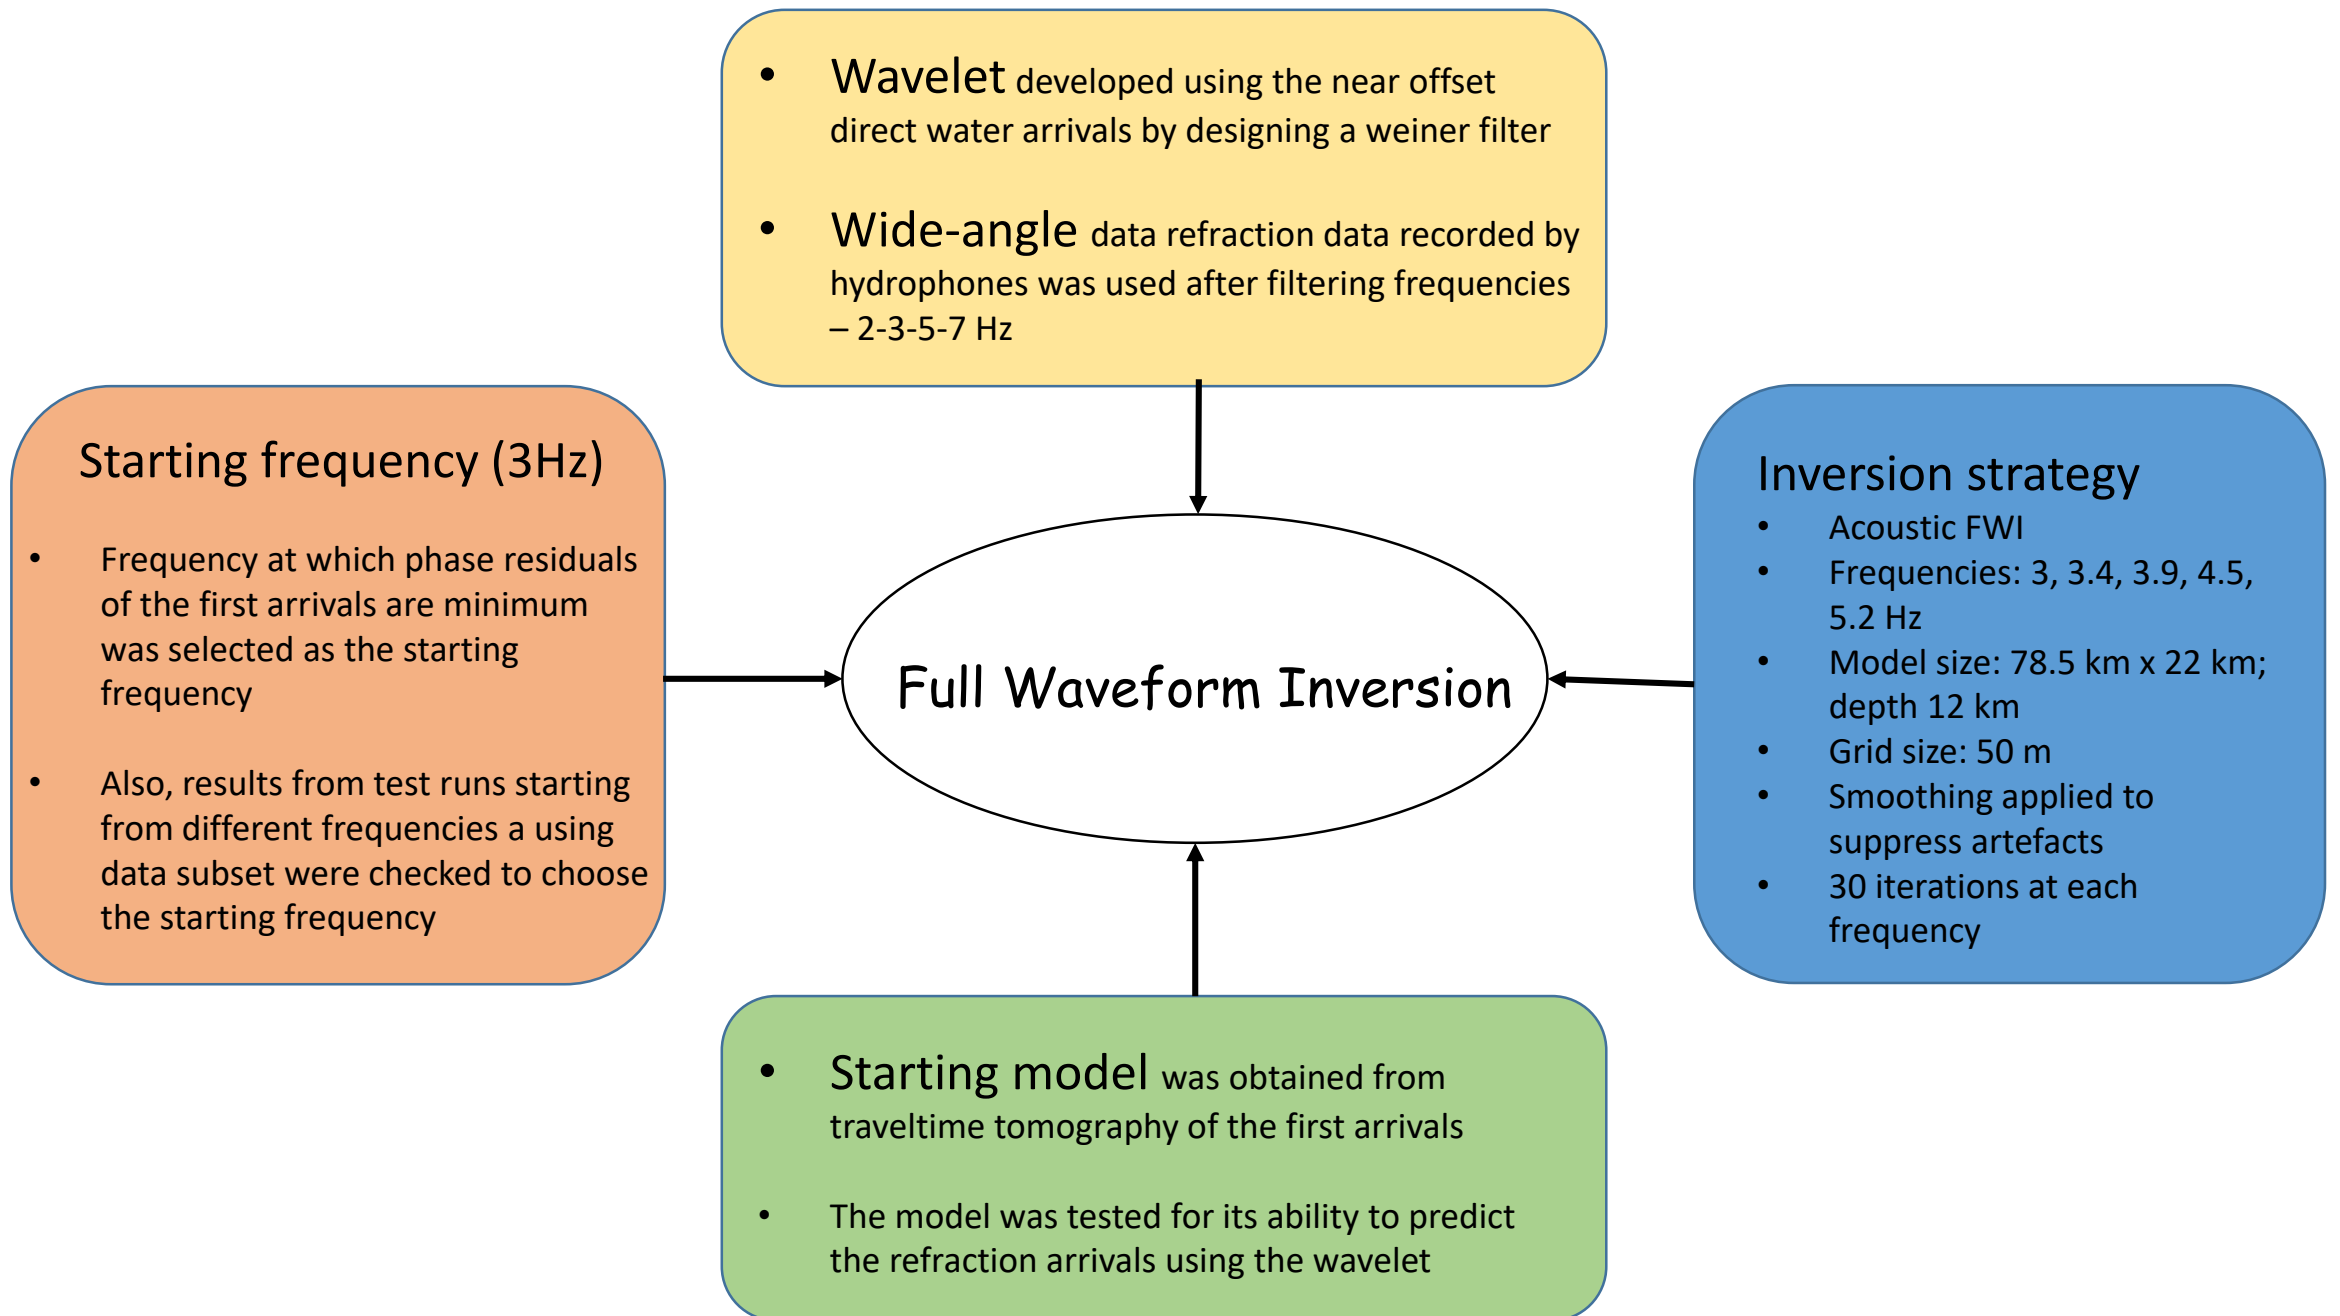 • Wavelet developed using the near offset
direct water arrivals by designing a weiner filter
• Wide-angle data refraction data recorded by
hydrophones was used after filtering frequencies
– 2-3-5-7 Hz
Starting frequency (3Hz)
• Frequency at which phase residuals
of the first arrivals are minimum
was selected as the starting
frequency
• Also, results from test runs starting
from different frequencies a using
data subset were checked to choose
the starting frequency
Full Waveform Inversion
Inversion strategy
• Acoustic FWI
• Frequencies: 3, 3.4, 3.9, 4.5,
5.2 Hz
• Model size: 78.5 km x 22 km;
depth 12 km
• Grid size: 50 m
• Smoothing applied to
suppress artefacts
• 30 iterations at each
frequency
• Starting model was obtained from
traveltime tomography of the first arrivals
• The model was tested for its ability to predict
the refraction arrivals using the wavelet